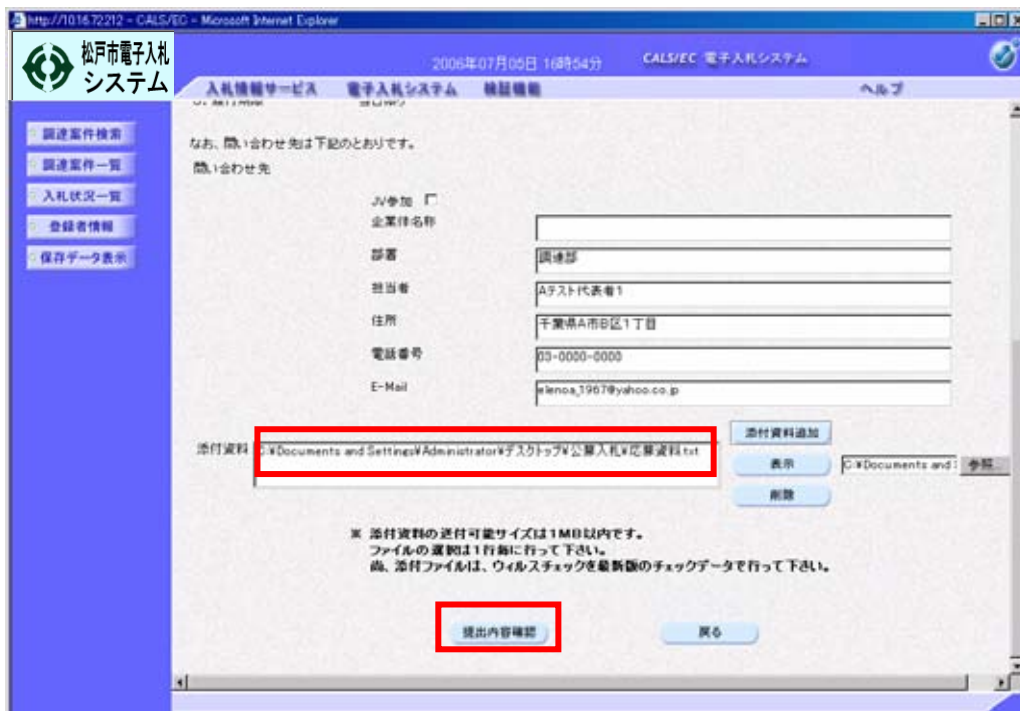 http://10.16.72.212 - CALS/EC - Microsoft Internet Explorer
松戸市電子入札
システム
2006年07月05日 16時54分
CALS/EC 電子入札システム
入札情報サービス 電子入札システム 検証機能 ヘルプ
調達案件検索
調達案件一覧
入札状況一覧
登録者情報
保存データ表示
なお、問い合わせ先は下記のとおりです。
問い合わせ先
JV参加
企業体名称
部署 調達部
担当者 Aテスト代表者1
住所 千葉県A市B区1丁目
電話番号 03-0000-0000
E-Mail elenoa_1967@yahoo.co.jp
添付資料 C:¥Documents and Settings¥Administrator¥デスクトップ¥公募入札¥応募資料.txt
添付資料追加
表示 C:¥Documents and 参照...
削除
※ 添付資料の送付可能サイズは1MB以内です。
ファイルの選択は1行毎に行って下さい。
尚、添付ファイルは、ウィルスチェックを最新版のチェックデータで行って下さい。
提出内容確認 戻る